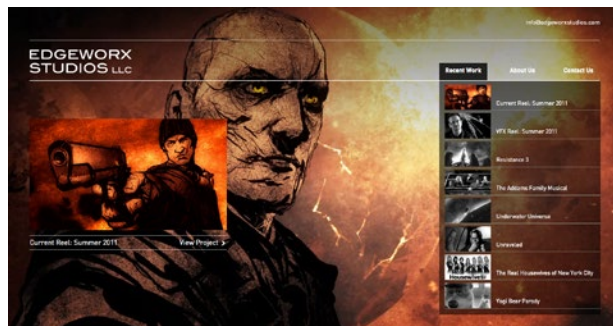 info@edgeworxstudios.com
EDGEWORX
STUDIOS LLC
Recent Work About Us Contact Us
Current Reel: Summer 2011
VFX Reel: Summer 2011
Resistance 3
The Addams Family Musical
Underwater Universe
Unrivaled
The Real Housewives of New York City
Yogi Bear Parody
Current Reel: Summer 2011 View Project >